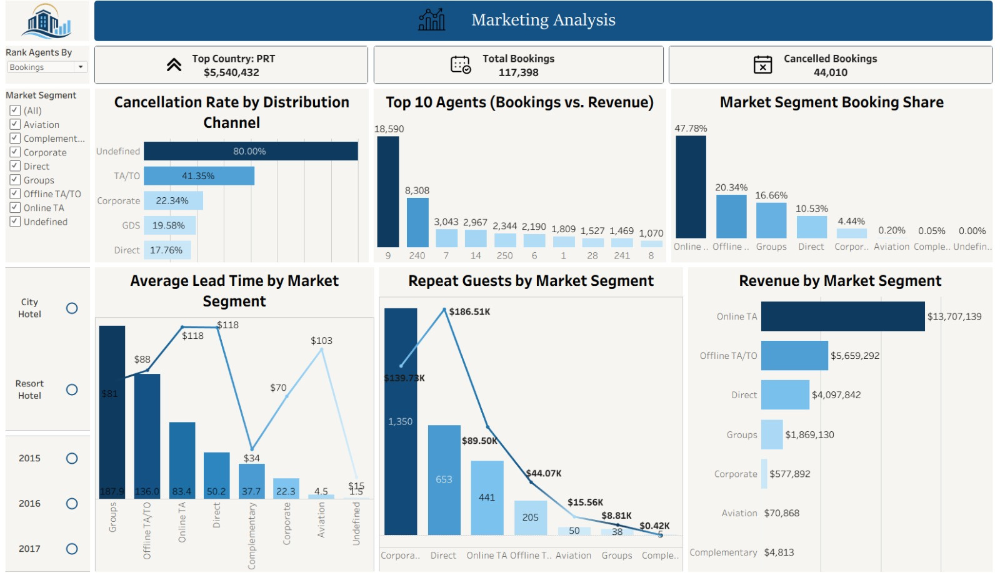 Marketing Analysis
Rank Agents By
Bookings
Top Country: PRT
$5,540,432
Total Bookings
117,398
Cancelled Bookings
44,010
Market Segment
(All)
Aviation
Complement...
Corporate
Direct
Groups
Offline TA/TO
Online TA
Undefined
Cancellation Rate by Distribution
Channel
Undefined 80.00%
TA/TO 41.35%
Corporate 22.34%
GDS 19.58%
Direct 17.76%
Top 10 Agents (Bookings vs. Revenue)
18,590 8,308 3,043 2,967 2,344 2,190 1,809 1,527 1,469 1,070
9 240 7 14 250 6 1 28 241 8
Market Segment Booking Share
47.78% 20.34% 16.66% 10.53% 4.44% 0.20% 0.05% 0.00%
Online .. Offline .. Groups Direct Corpor.. Aviation Comple.. Undefin..
City
Hotel
Resort
Hotel
2015
2016
2017
Average Lead Time by Market
Segment
$81 $88 $118 $118 $34 $70 $103 $15
187.9 136.0 83.4 50.2 37.7 22.3 4.5 1.5
Groups Offline TA/TO Online TA Direct Complementary Corporate Aviation Undefined
Repeat Guests by Market Segment
$139.73K $186.51K $89.50K $44.07K $15.56K $8.81K $0.42K
1,350 653 441 205 50 38 5
Corpora.. Direct Online TA Offline T.. Aviation Groups Comple..
Revenue by Market Segment
Online TA $13,707,139
Offline TA/TO $5,659,292
Direct $4,097,842
Groups $1,869,130
Corporate $577,892
Aviation $70,868
Complementary $4,813